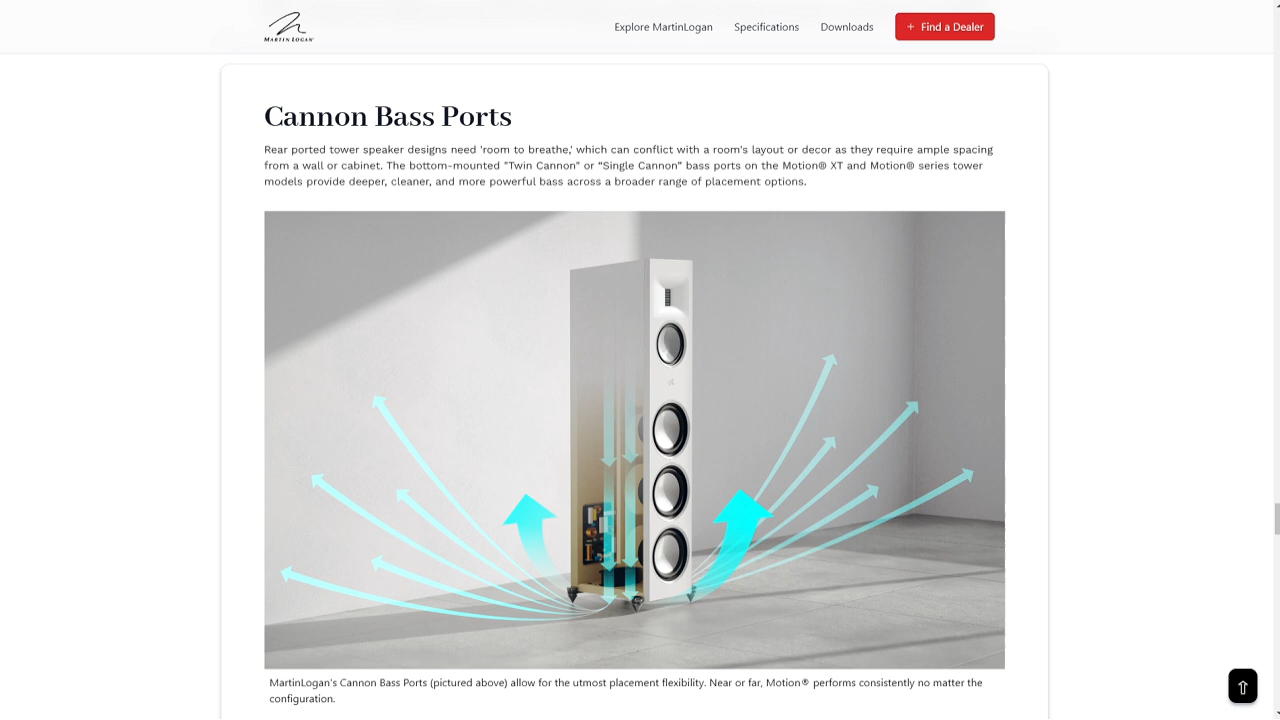 MARTIN LOGAN®
Explore MartinLogan
Specifications
Downloads
+ Find a Dealer
Cannon Bass Ports
Rear ported tower speaker designs need 'room to breathe,' which can conflict with a room's layout or decor as they require ample spacing
from a wall or cabinet. The bottom-mounted "Twin Cannon" or “Single Cannon” bass ports on the Motion® XT and Motion® series tower
models provide deeper, cleaner, and more powerful bass across a broader range of placement options.
MartinLogan's Cannon Bass Ports (pictured above) allow for the utmost placement flexibility. Near or far, Motion® performs consistently no matter the
configuration.